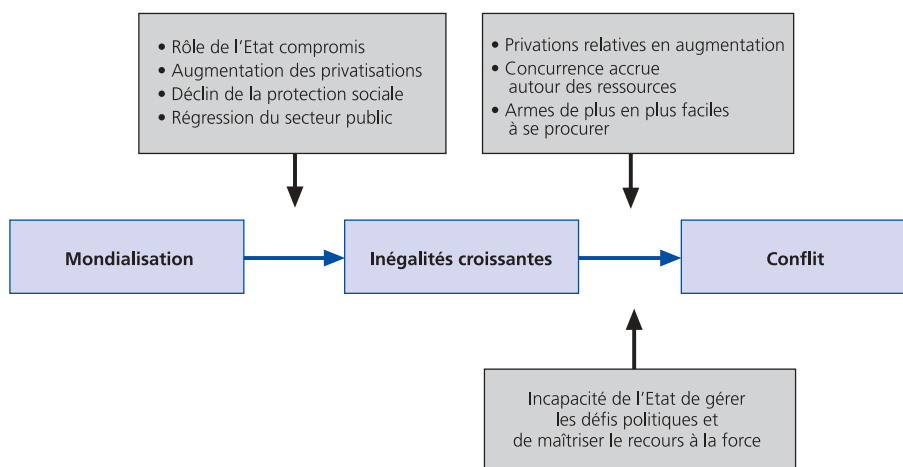 • Rôle de l'Etat compromis
• Augmentation des privatisations
• Déclin de la protection sociale
• Régression du secteur public
• Privations relatives en augmentation
• Concurrence accrue
autour des ressources
• Armes de plus en plus faciles
à se procurer
Mondialisation
Inégalités croissantes
Conflit
Incapacité de l'Etat de gérer
les défis politiques et
de maîtriser le recours à la force